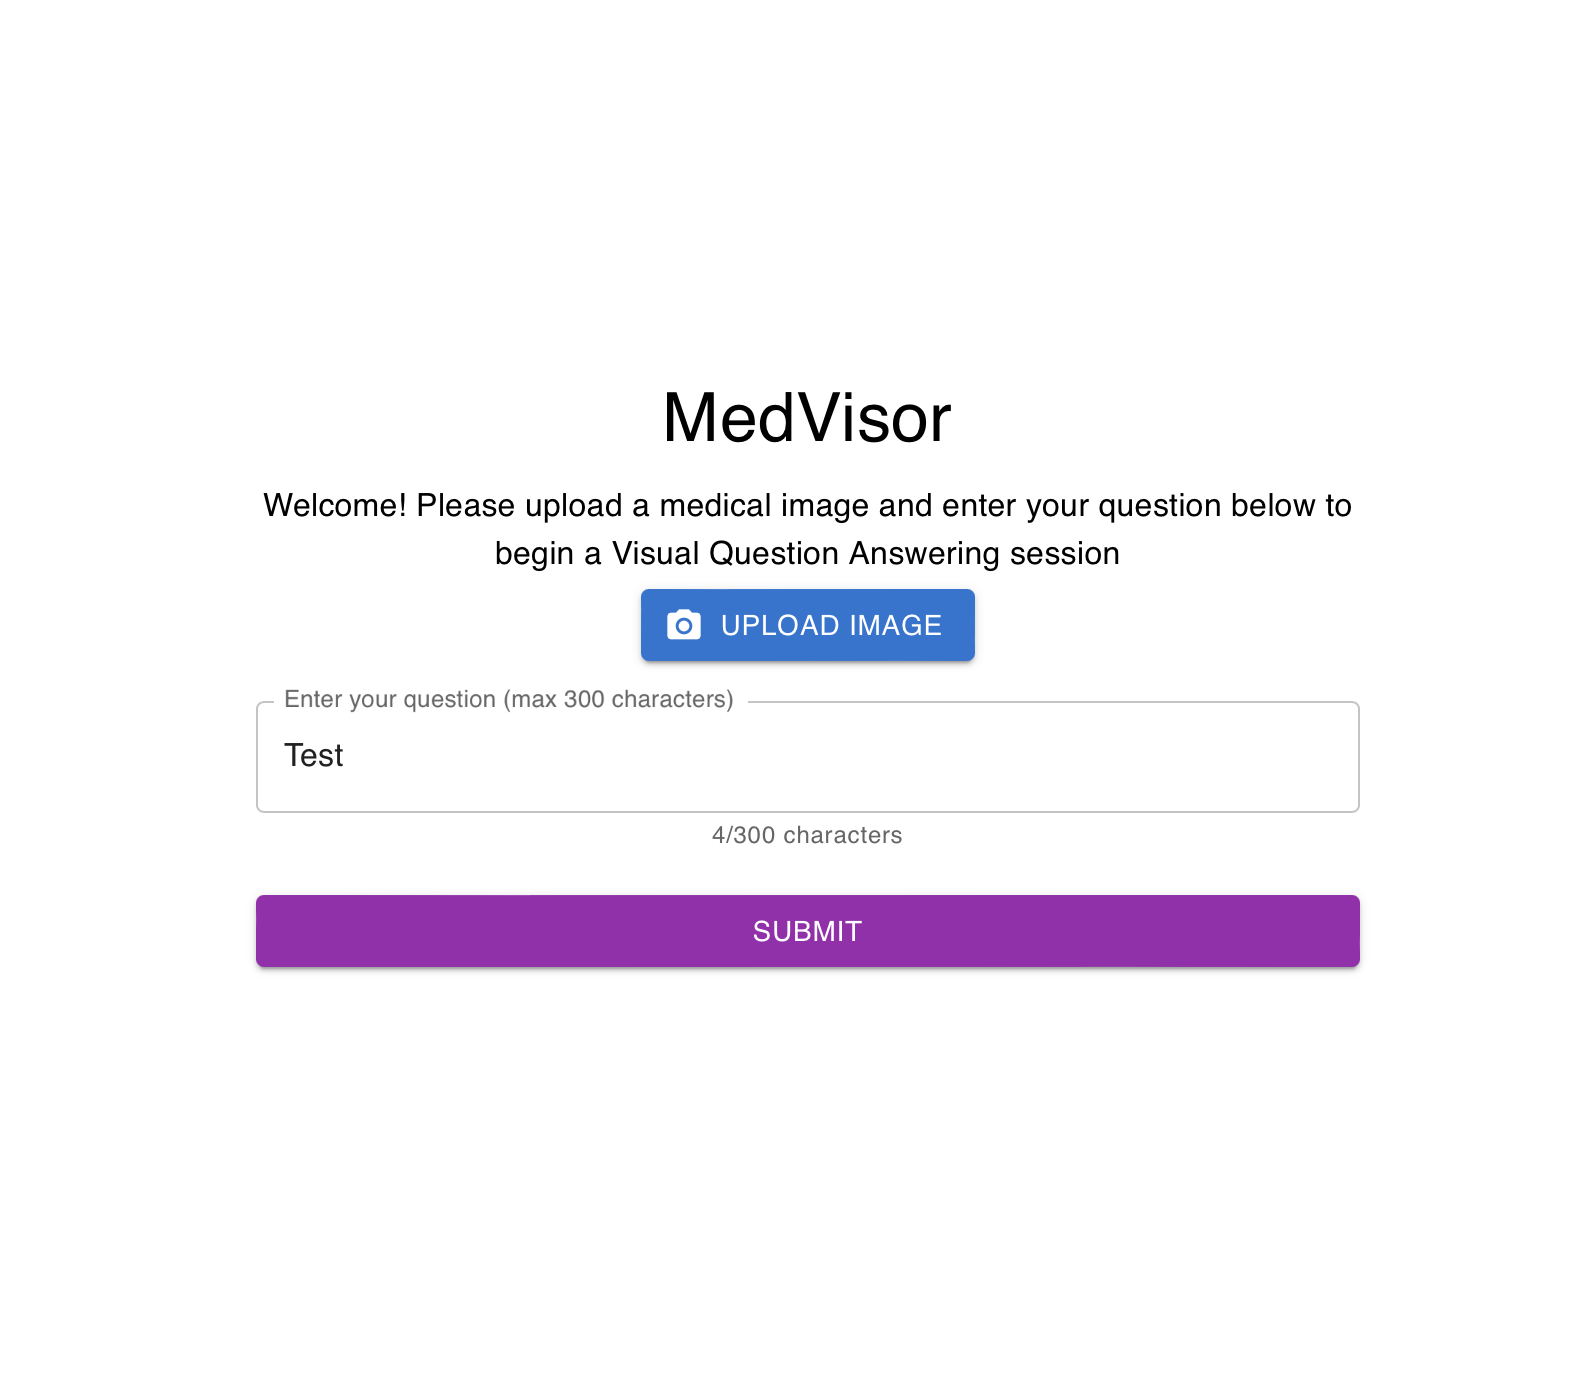 MedVisor
Welcome! Please upload a medical image and enter your question below to
begin a Visual Question Answering session
UPLOAD IMAGE
Enter your question (max 300 characters)
Test
4/300 characters
SUBMIT